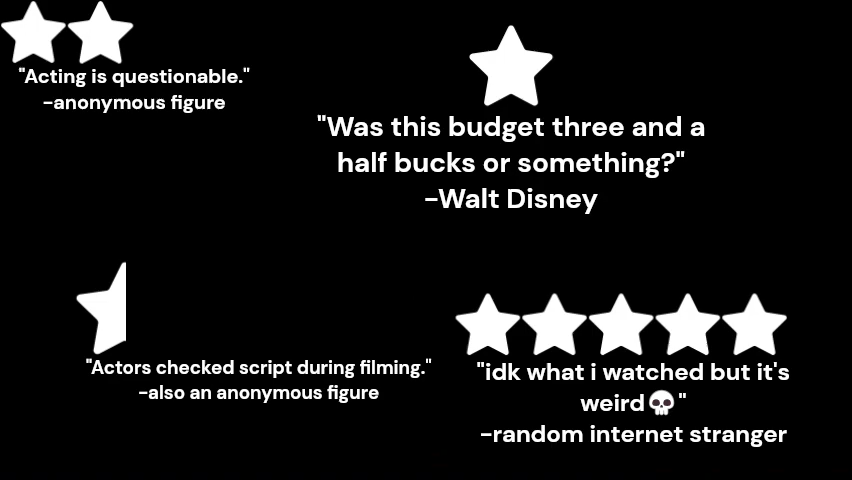 "Acting is questionable."
-anonymous figure
"Was this budget three and a
half bucks or something?"
-Walt Disney
"Actors checked script during filming."
-also an anonymous figure
"idk what i watched but it's
weird💀"
-random internet stranger